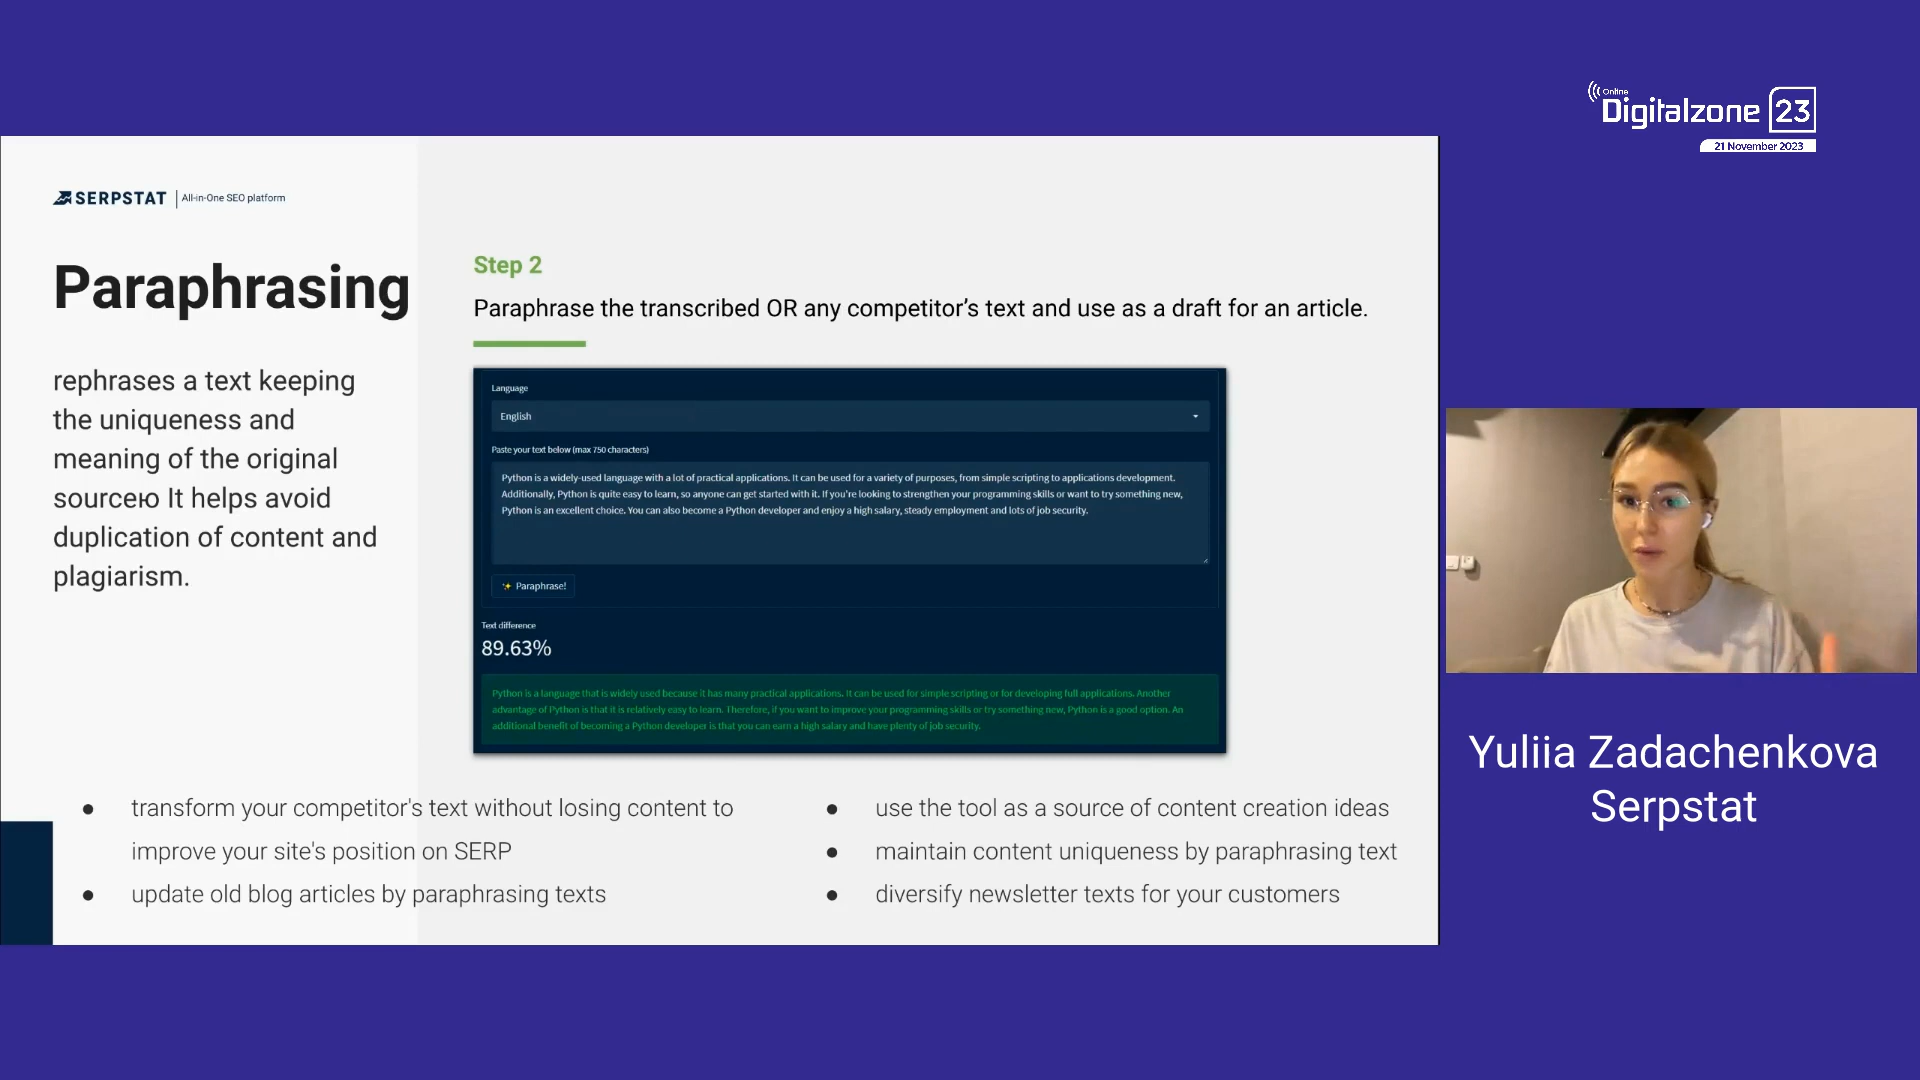 Online
Digitalzone 23
21 November 2023
SERPSTAT All-in-One SEO platform
Paraphrasing
rephrases a text keeping
the uniqueness and
meaning of the original
sourceю It helps avoid
duplication of content and
plagiarism.
Step 2
Paraphrase the transcribed OR any competitor’s text and use as a draft for an article.
Language
English
Paste your text below (max 750 characters)
Python is a widely-used language with a lot of practical applications. It can be used for a variety of purposes, from simple scripting to applications development.
Additionally, Python is quite easy to learn, so anyone can get started with it. If you're looking to strengthen your programming skills or want to try something new,
Python is an excellent choice. You can also become a Python developer and enjoy a high salary, steady employment and lots of job security.
Paraphrase!
Text difference
89.63%
Python is a language that is widely used because it has many practical applications. It can be used for simple scripting or for developing full applications. Another
advantage of Python is that it is relatively easy to learn. Therefore, if you want to improve your programming skills or try something new, Python is a good option. An
additional benefit of becoming a Python developer is that you can earn a high salary and have plenty of job security.
● transform your competitor's text without losing content to
improve your site's position on SERP
● update old blog articles by paraphrasing texts
● use the tool as a source of content creation ideas
● maintain content uniqueness by paraphrasing text
● diversify newsletter texts for your customers
Yuliia Zadachenkova
Serpstat